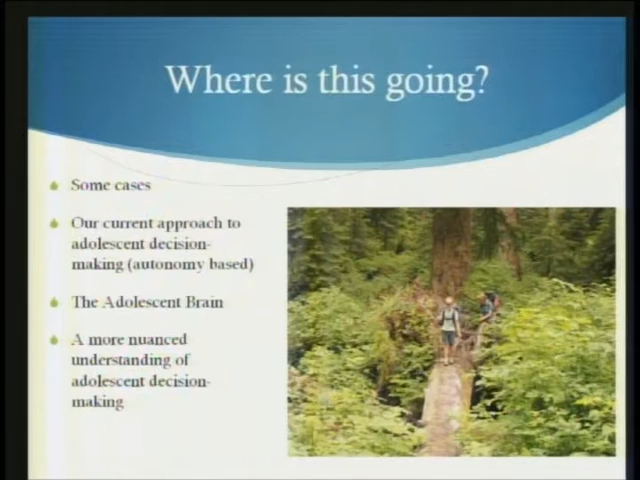 Where is this going?
Some cases
Our current approach to
adolescent decision-
making (autonomy based)
The Adolescent Brain
A more nuanced
understanding of
adolescent decision-
making